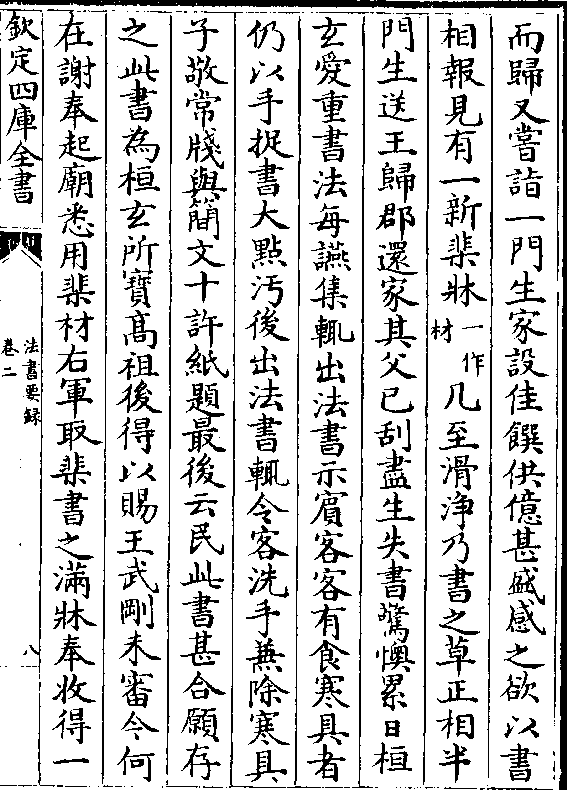 而歸又嘗詣一門生家設佳饌供億甚盛感之欲以書
相報見有一新棐牀一作材几至滑浄乃書之草正相半
門生送王歸郡還家其父已刮盡生失書驚懊累日桓
玄愛重書法每讌集輒出法書示賔客客有食寒具者
仍以手捉書大點汚後出法書輒令客洗手兼除寒具
子敬常牋與簡文十許紙題最後云民此書甚合願存
之此書為桓玄所寶髙祖後得以賜王武剛未審今何
在謝奉起廟悉用棐材右軍取棐書之滿牀奉收得一
欽定四庫全書
法書要録
卷二
八